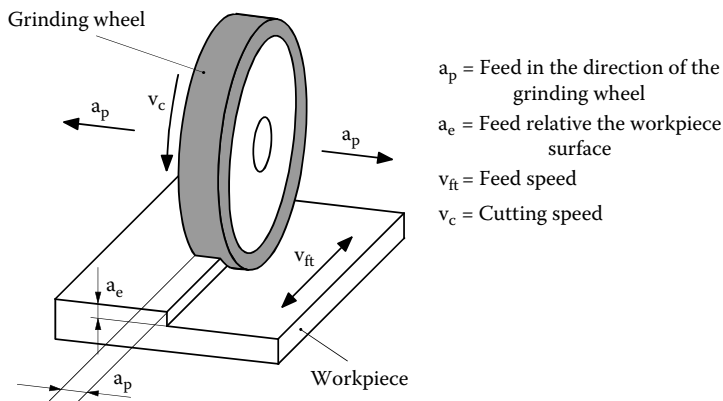 Grinding wheel
v_c
a_p
a_p
a_p = Feed in the direction of the
grinding wheel
a_e = Feed relative the workpiece
surface
v_ft = Feed speed
v_c = Cutting speed
v_ft
a_e
a_p
Workpiece